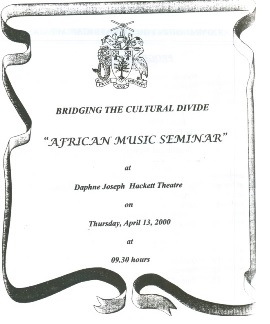 BRIDGING THE CULTURAL DIVIDE
"AFRICAN MUSIC SEMINAR"
at
Daphne Joseph Hackett Theatre
on
Thursday, April 13, 2000
at
09.30 hours